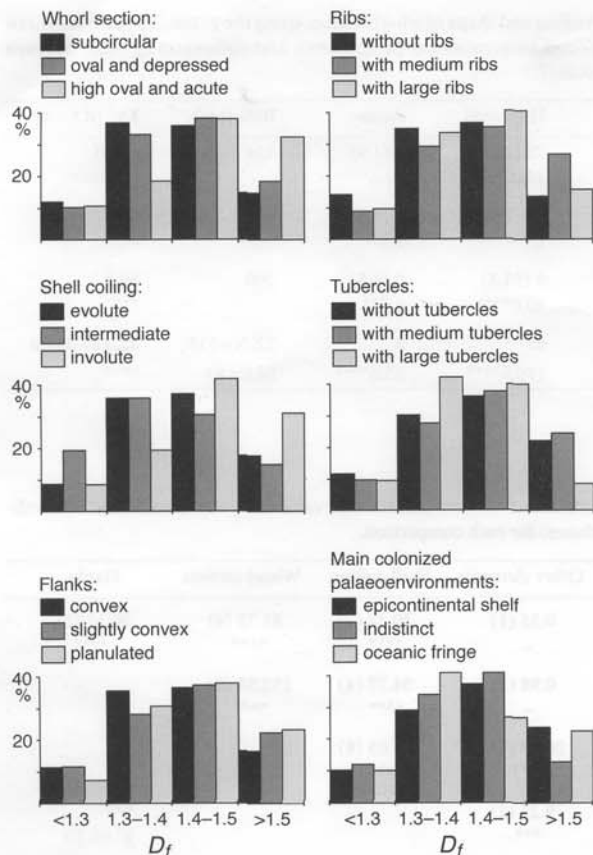 Whorl section:
subcircular
oval and depressed
high oval and acute
40
%
20
Ribs:
without ribs
with medium ribs
with large ribs
Shell coiling:
evolute
intermediate
involute
40
%
20
Tubercles:
without tubercles
with medium tubercles
with large tubercles
Flanks:
convex
slightly convex
planulated
40
%
20
<1.3 1.3–1.4 1.4–1.5 >1.5
Df
Main colonized
palaeoenvironments:
epicontinental shelf
indistinct
oceanic fringe
<1.3 1.3–1.4 1.4–1.5 >1.5
Df